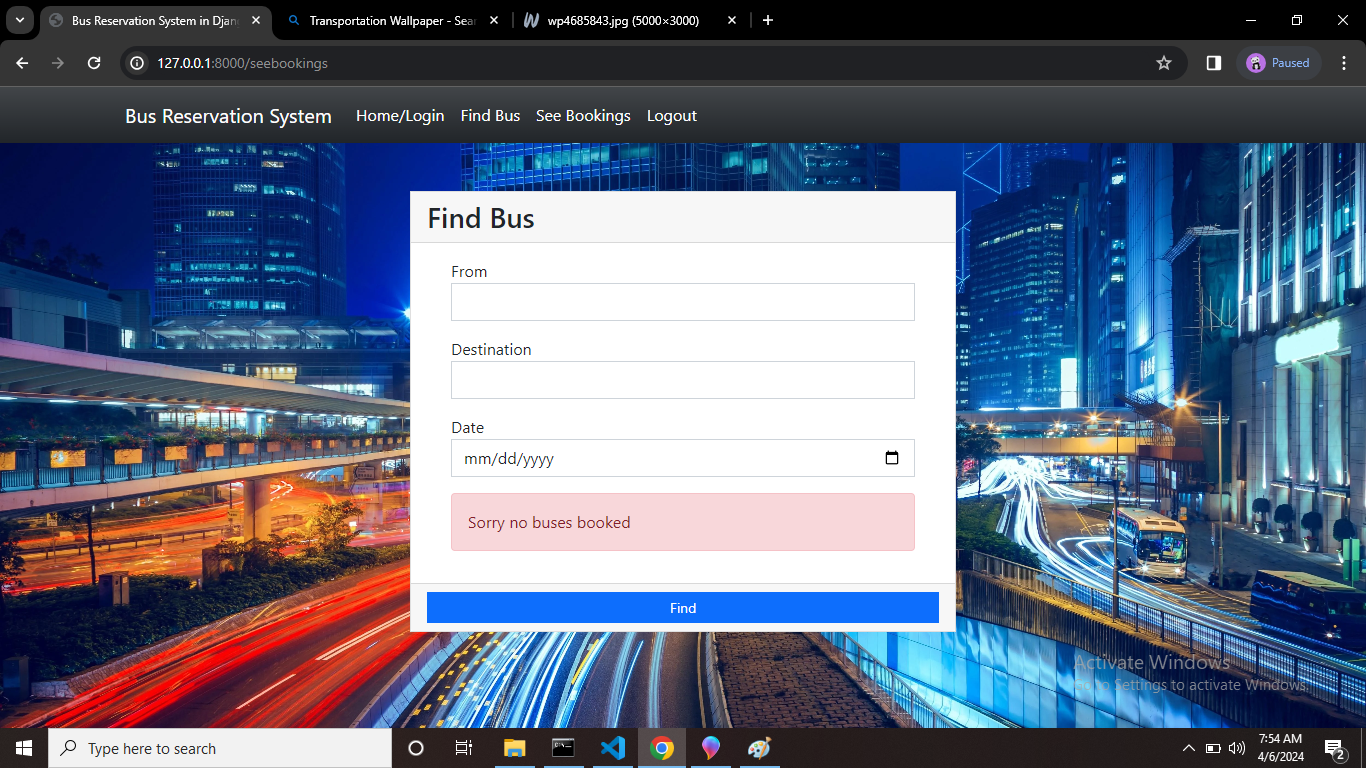 Bus Reservation System in Djan
Transportation Wallpaper - Sear
wp4685843.jpg (5000×3000)
127.0.0.1:8000/seebookings
Paused
Bus Reservation System
Home/Login
Find Bus
See Bookings
Logout
Find Bus
From
Destination
Date
mm/dd/yyyy
Sorry no buses booked
Find
Activate Windows
Go to Settings to activate Windows.
Type here to search
7:54 AM
4/6/2024
2